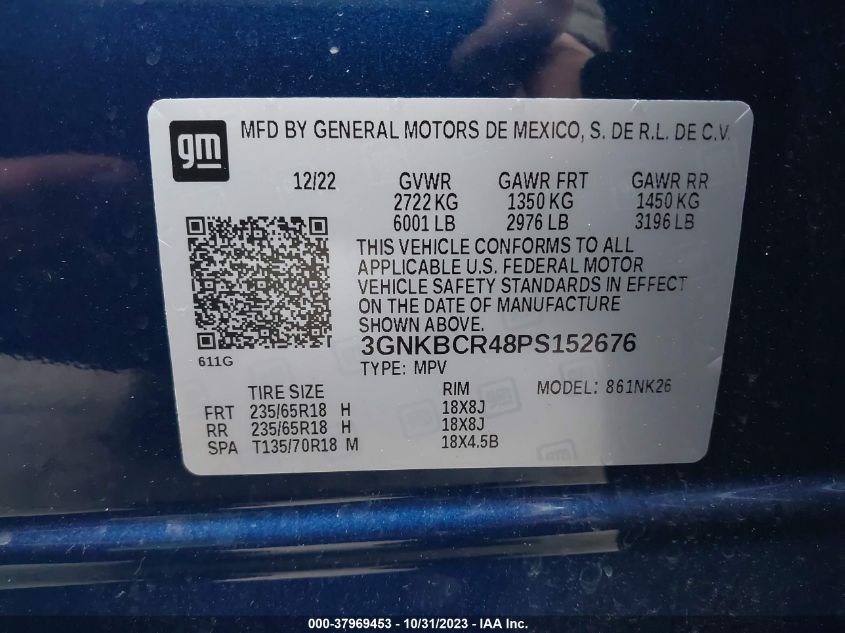 gm MFD BY GENERAL MOTORS DE MEXICO, S. DE R.L. DE C.V.
12/22 GVWR GAWR FRT GAWR RR
2722 KG 1350 KG 1450 KG
6001 LB 2976 LB 3196 LB
THIS VEHICLE CONFORMS TO ALL
APPLICABLE U.S. FEDERAL MOTOR
VEHICLE SAFETY STANDARDS IN EFFECT
ON THE DATE OF MANUFACTURE
SHOWN ABOVE.
3GNKBCR48PS152676
611G
TYPE: MPV
TIRE SIZE RIM MODEL: 861NK26
FRT 235/65R18 H 18X8J
RR 235/65R18 H 18X8J
SPA T135/70R18 M 18X4.5B
000-37969453 - 10/31/2023 - IAA Inc.